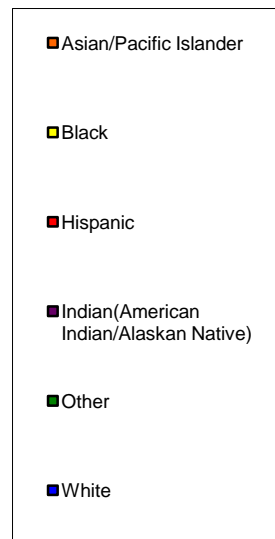 Asian/Pacific Islander
Black
Hispanic
Indian(American
Indian/Alaskan Native)
Other
White